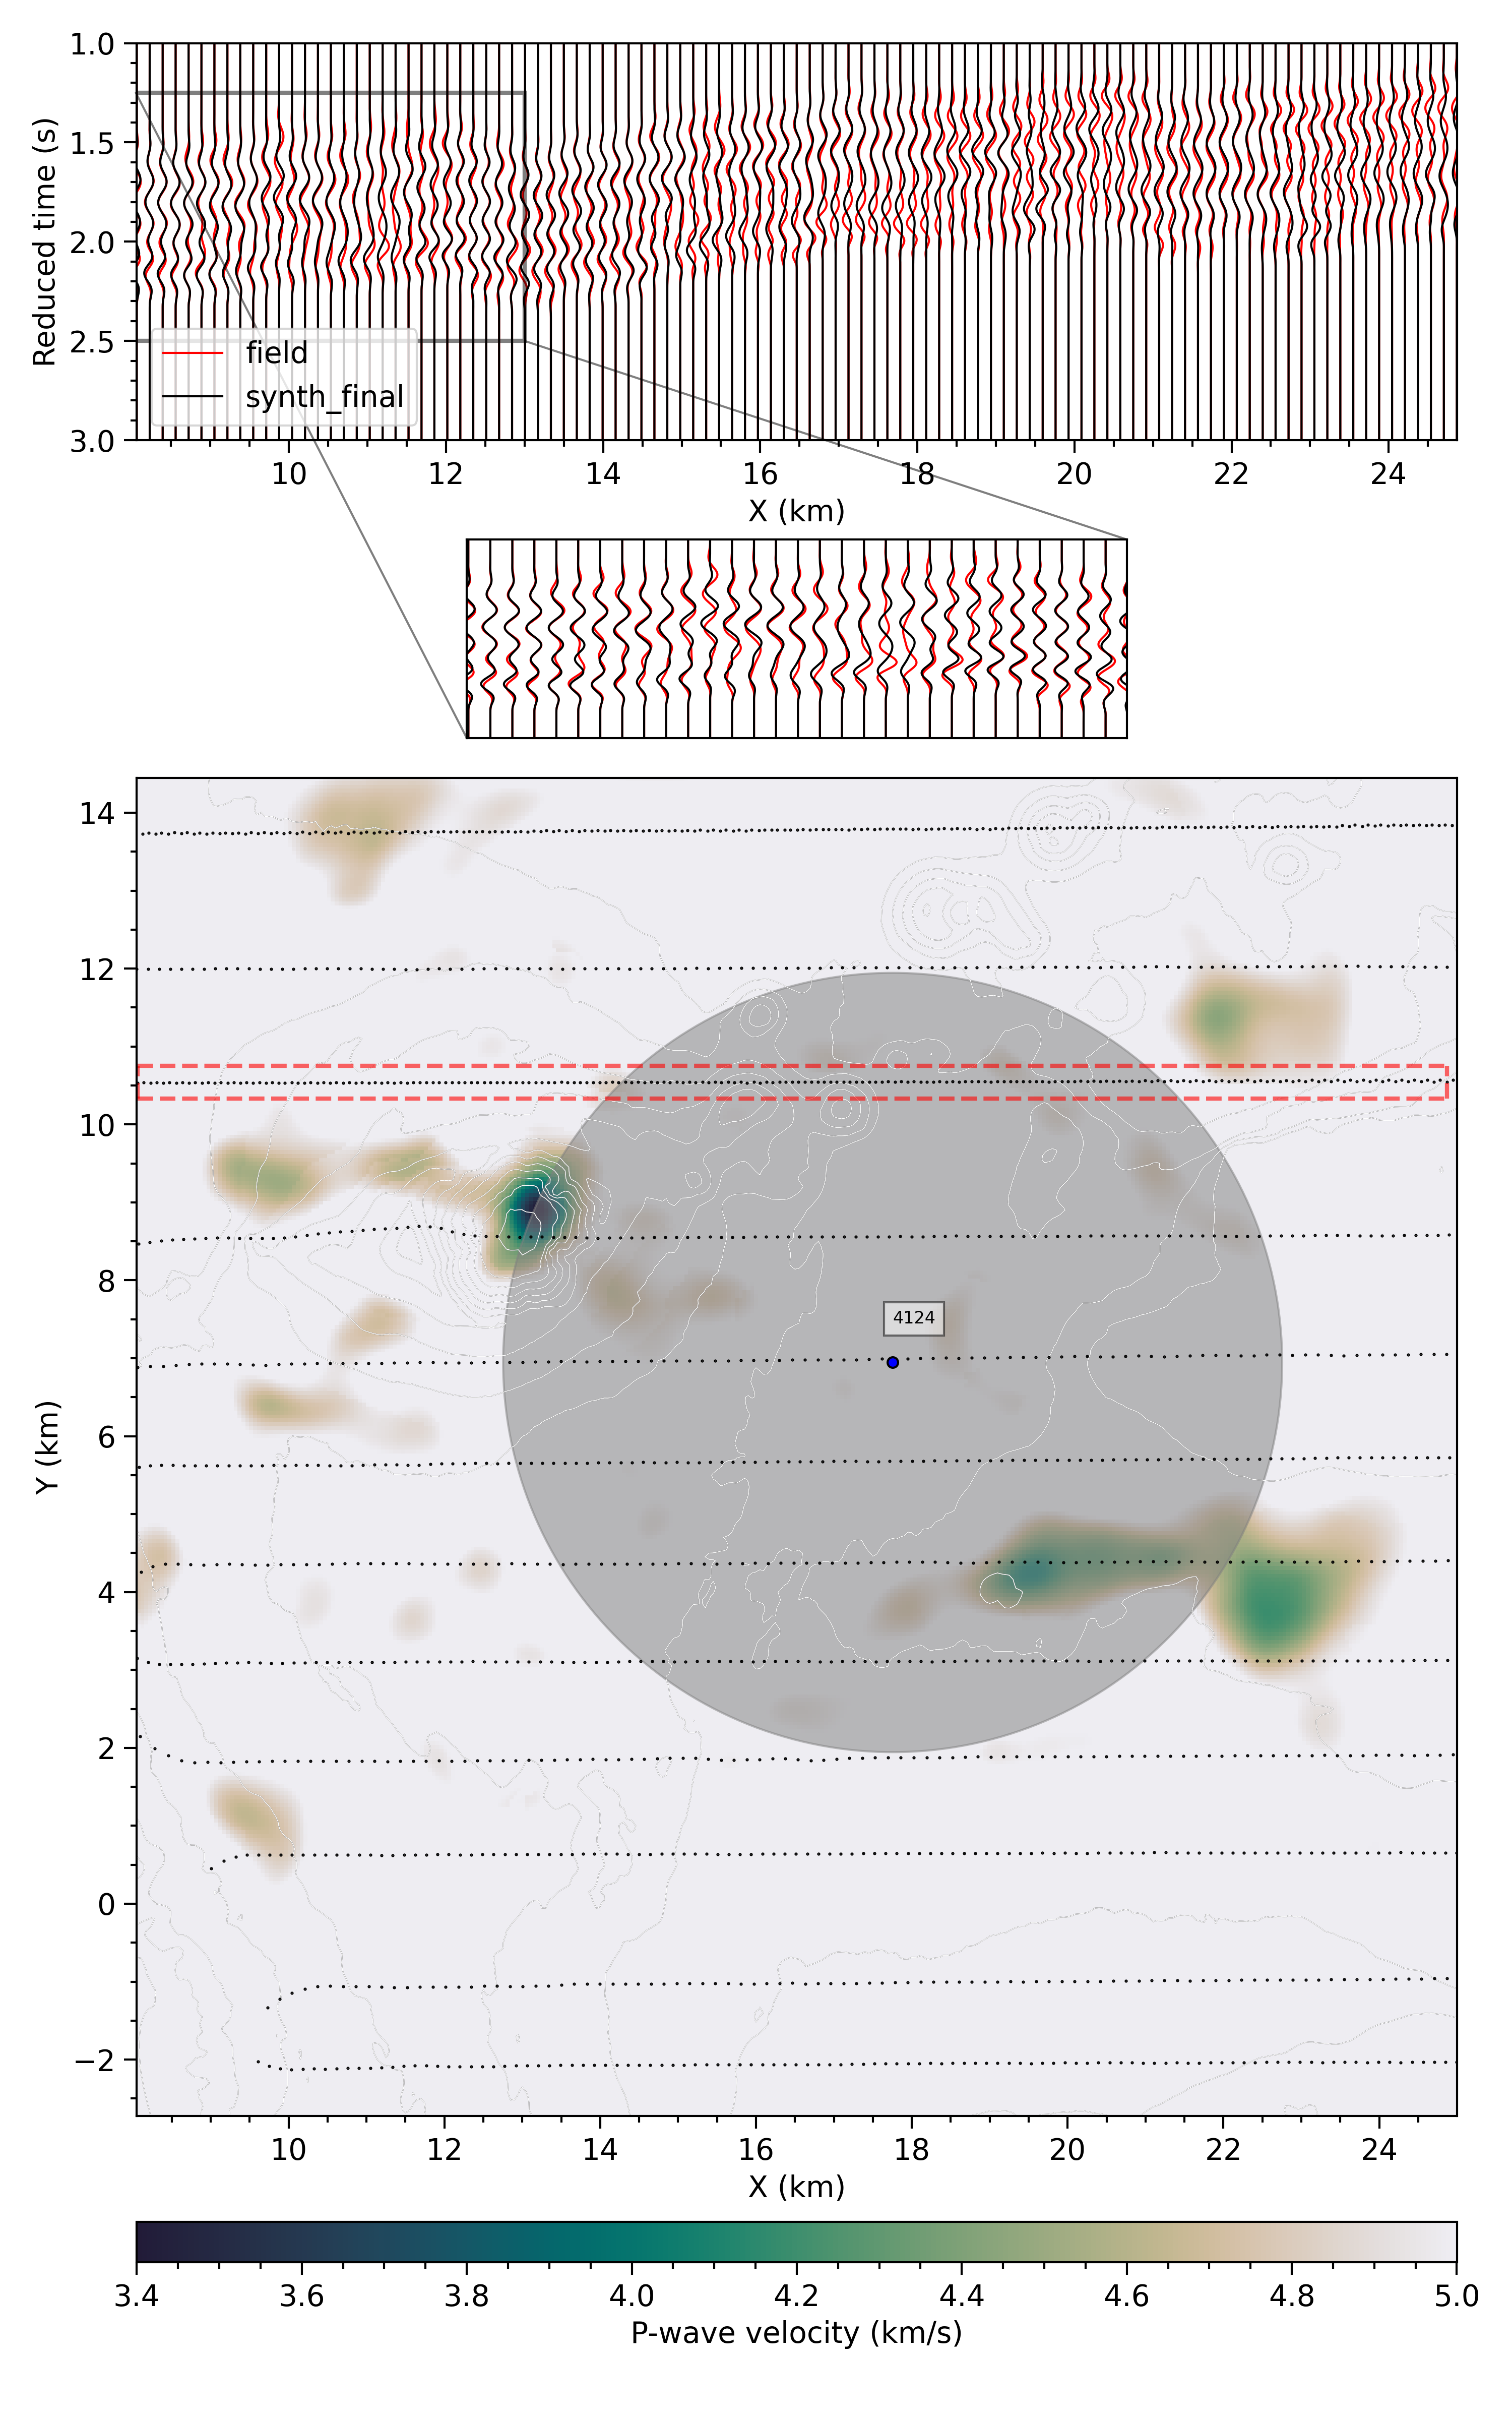 1.0
1.5
2.0
2.5
3.0
Reduced time (s)
field
synth_final
10 12 14 16 18 20 22 24
X (km)
14
12
10
8
6
4
2
0
−2
Y (km)
4124
10 12 14 16 18 20 22 24
X (km)
3.4 3.6 3.8 4.0 4.2 4.4 4.6 4.8 5.0
P-wave velocity (km/s)